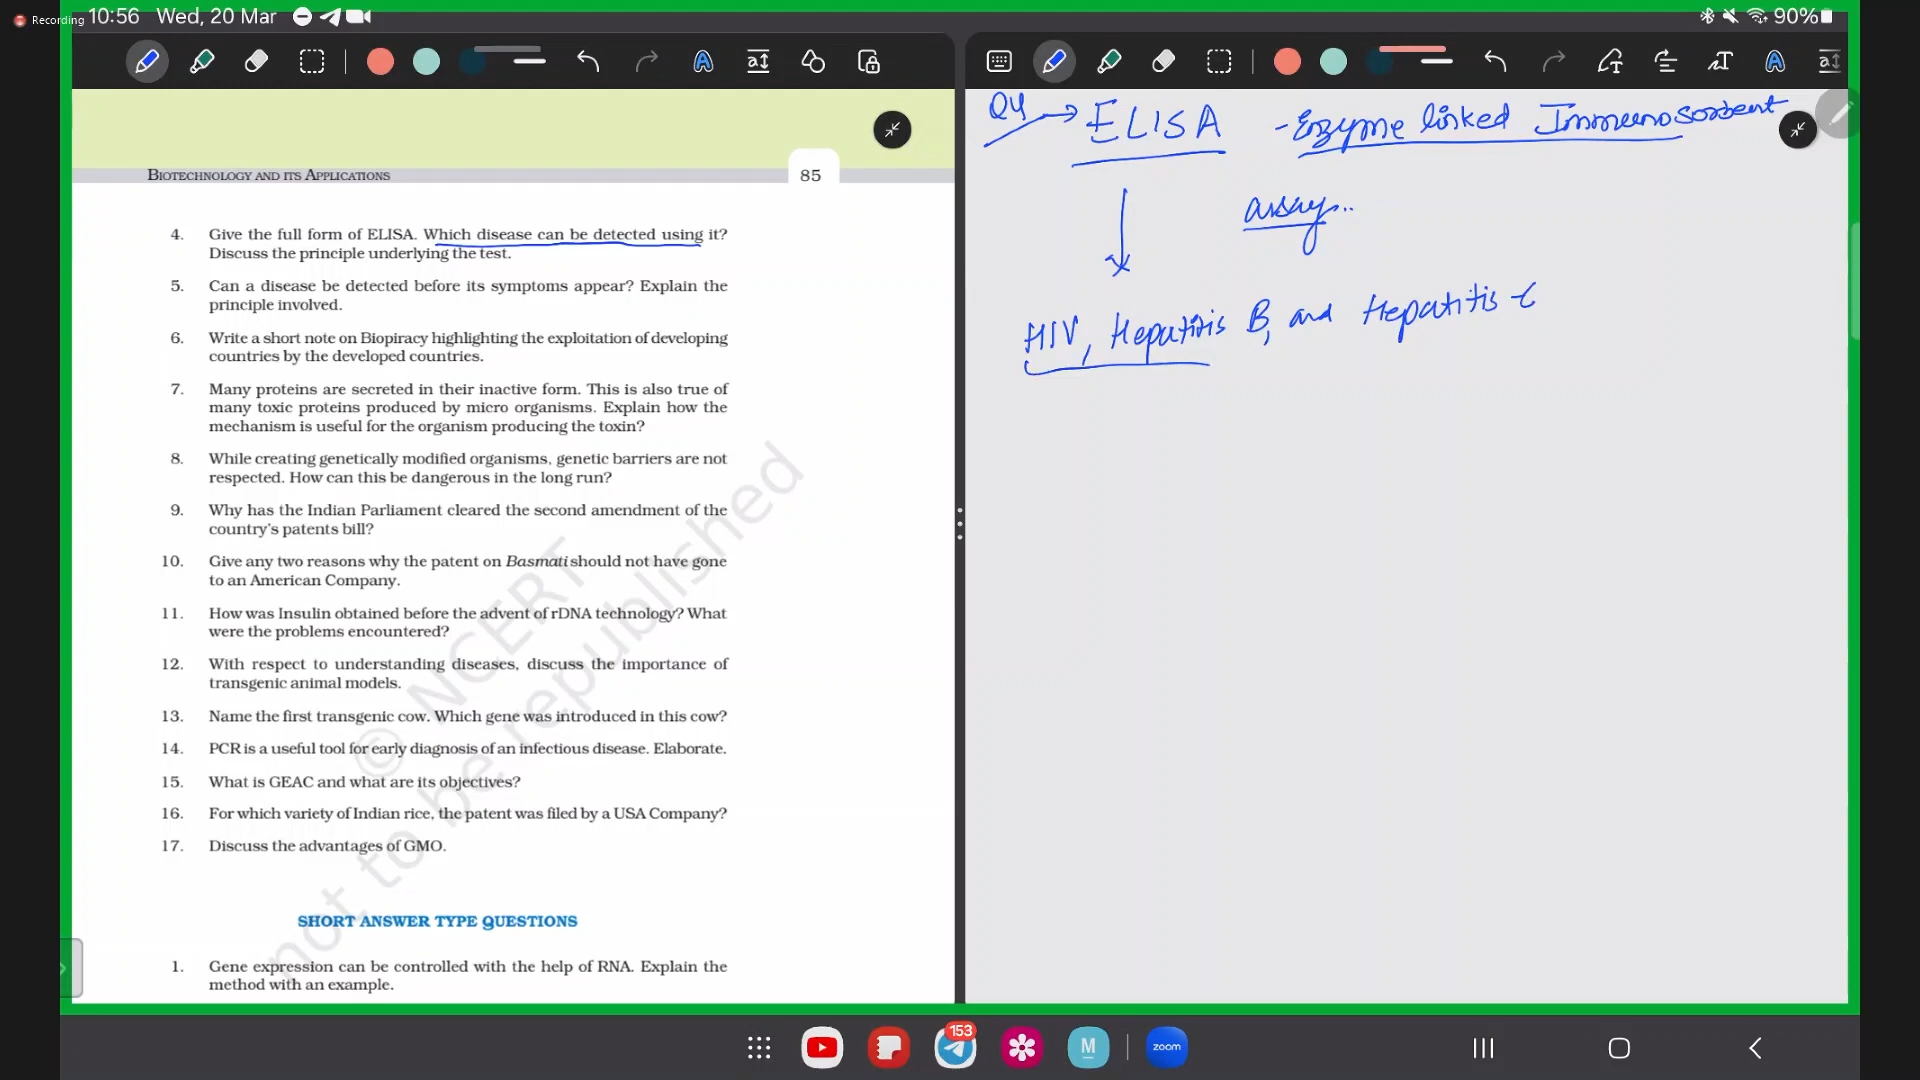 Recording
10:56 Wed, 20 Mar
90%
BIOTECHNOLOGY AND ITS APPLICATIONS
85
4. Give the full form of ELISA. Which disease can be detected using it?
Discuss the principle underlying the test.
5. Can a disease be detected before its symptoms appear? Explain the
principle involved.
6. Write a short note on Biopiracy highlighting the exploitation of developing
countries by the developed countries.
7. Many proteins are secreted in their inactive form. This is also true of
many toxic proteins produced by micro organisms. Explain how the
mechanism is useful for the organism producing the toxin?
8. While creating genetically modified organisms, genetic barriers are not
respected. How can this be dangerous in the long run?
9. Why has the Indian Parliament cleared the second amendment of the
country's patents bill?
10. Give any two reasons why the patent on Basmati should not have gone
to an American Company.
11. How was Insulin obtained before the advent of rDNA technology? What
were the problems encountered?
12. With respect to understanding diseases, discuss the importance of
transgenic animal models.
13. Name the first transgenic cow. Which gene was introduced in this cow?
14. PCR is a useful tool for early diagnosis of an infectious disease. Elaborate.
15. What is GEAC and what are its objectives?
16. For which variety of Indian rice, the patent was filed by a USA Company?
17. Discuss the advantages of GMO.
SHORT ANSWER TYPE QUESTIONS
1. Gene expression can be controlled with the help of RNA. Explain the
method with an example.
© NCERT
not to be republished
Q4 → ELISA - Enzyme linked Immunosorbent
assay..
HIV, Hepatitis B, and Hepatitis-C
153
M
zoom